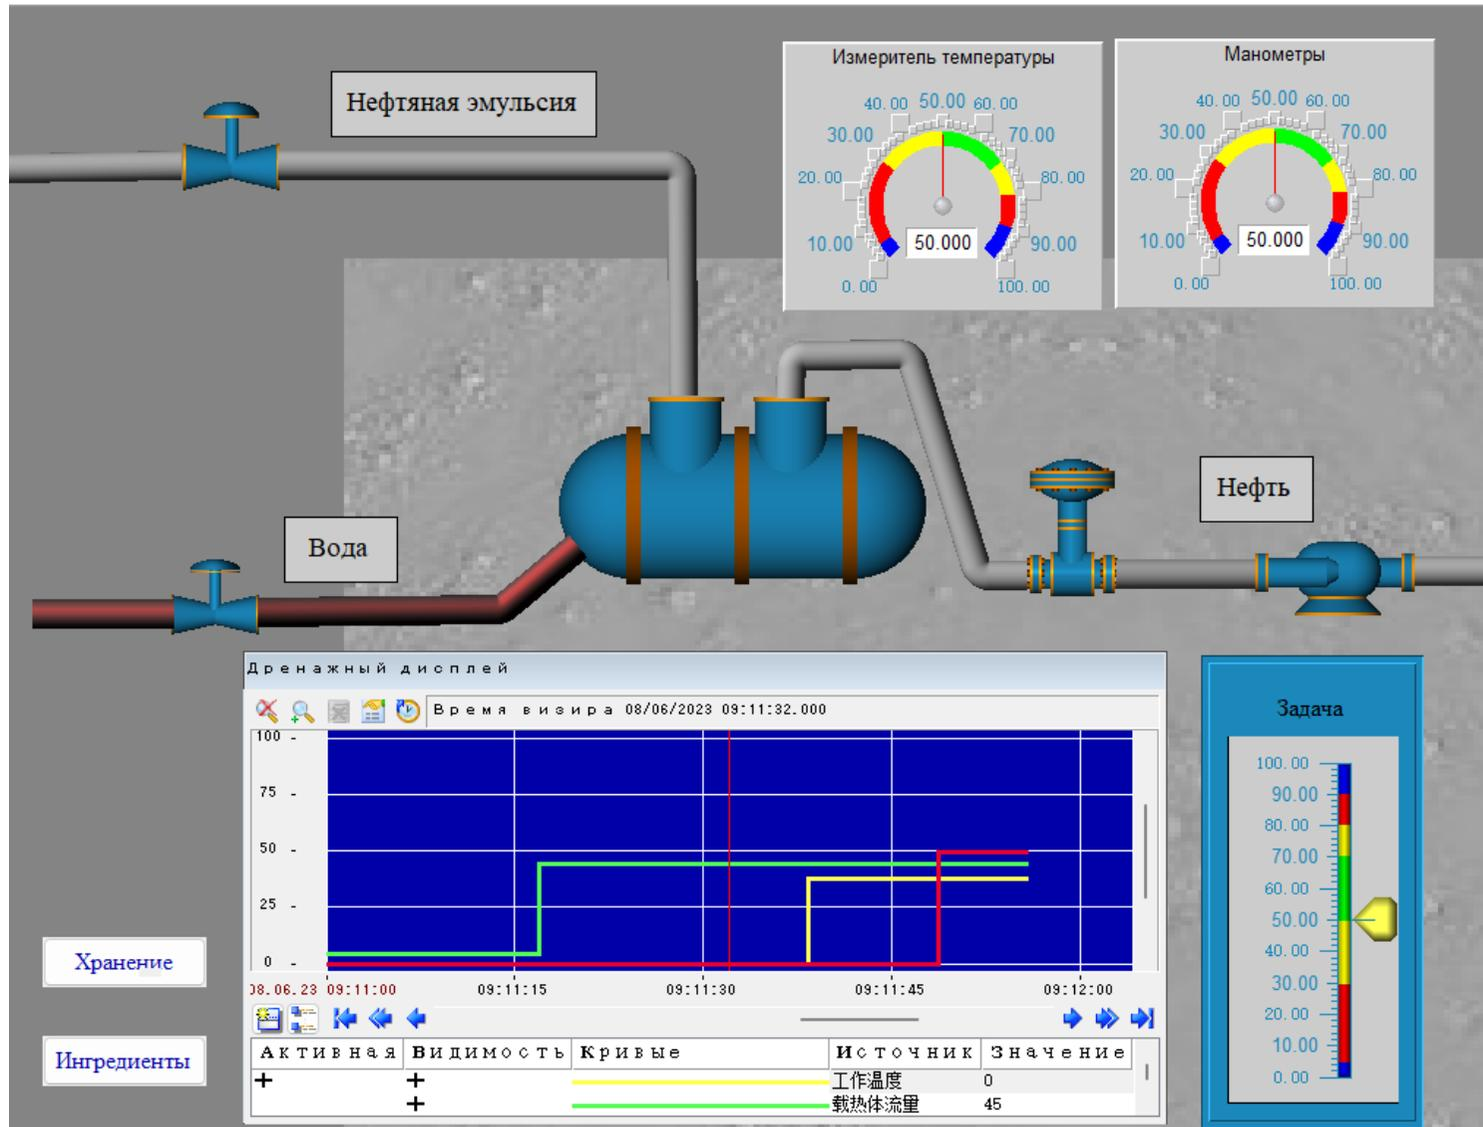 Нефтяная эмульсия
Измеритель температуры
40.00 50.00 60.00
30.00 70.00
20.00 80.00
10.00 50.000 90.00
0.00 100.00
Манометры
40.00 50.00 60.00
30.00 70.00
20.00 80.00
10.00 50.000 90.00
0.00 100.00
Вода
Нефть
Дренажный дисплей
Время визира 08/06/2023 09:11:32.000
100
75
50
25
0
08.06.23 09:11:00 09:11:15 09:11:30 09:11:45 09:12:00
Активная Видимость Кривые Источник Значение
+ + 工作温度 0
+ 载热体流量 45
Хранение
Ингредиенты
Задача
100.00
90.00
80.00
70.00
60.00
50.00
40.00
30.00
20.00
10.00
0.00